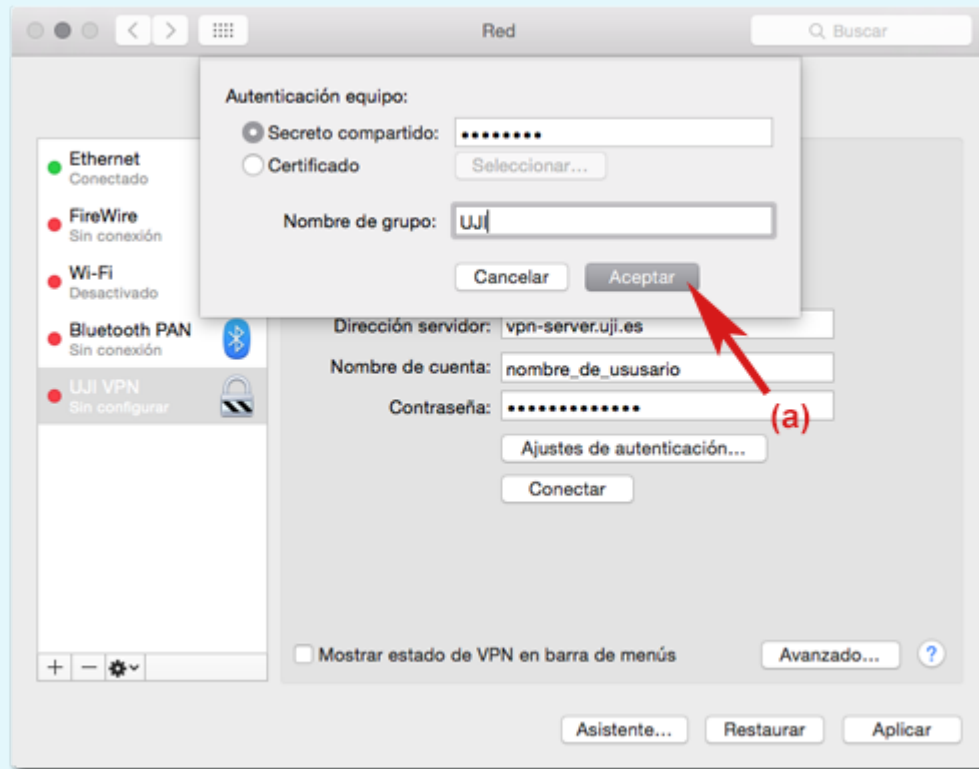 Red
Buscar
Autenticación equipo:
Secreto compartido: ••••••••
Certificado
Seleccionar...
Nombre de grupo: UJI
Cancelar
Aceptar
Ethernet
Conectado
FireWire
Sin conexión
Wi-Fi
Desactivado
Bluetooth PAN
Sin conexión
UJI VPN
Sin configurar
Dirección servidor: vpn-server.uji.es
Nombre de cuenta: nombre_de_ususario
Contraseña: •••••••••••••
(a)
Ajustes de autenticación...
Conectar
Mostrar estado de VPN en barra de menús
Avanzado...
?
Asistente...
Restaurar
Aplicar